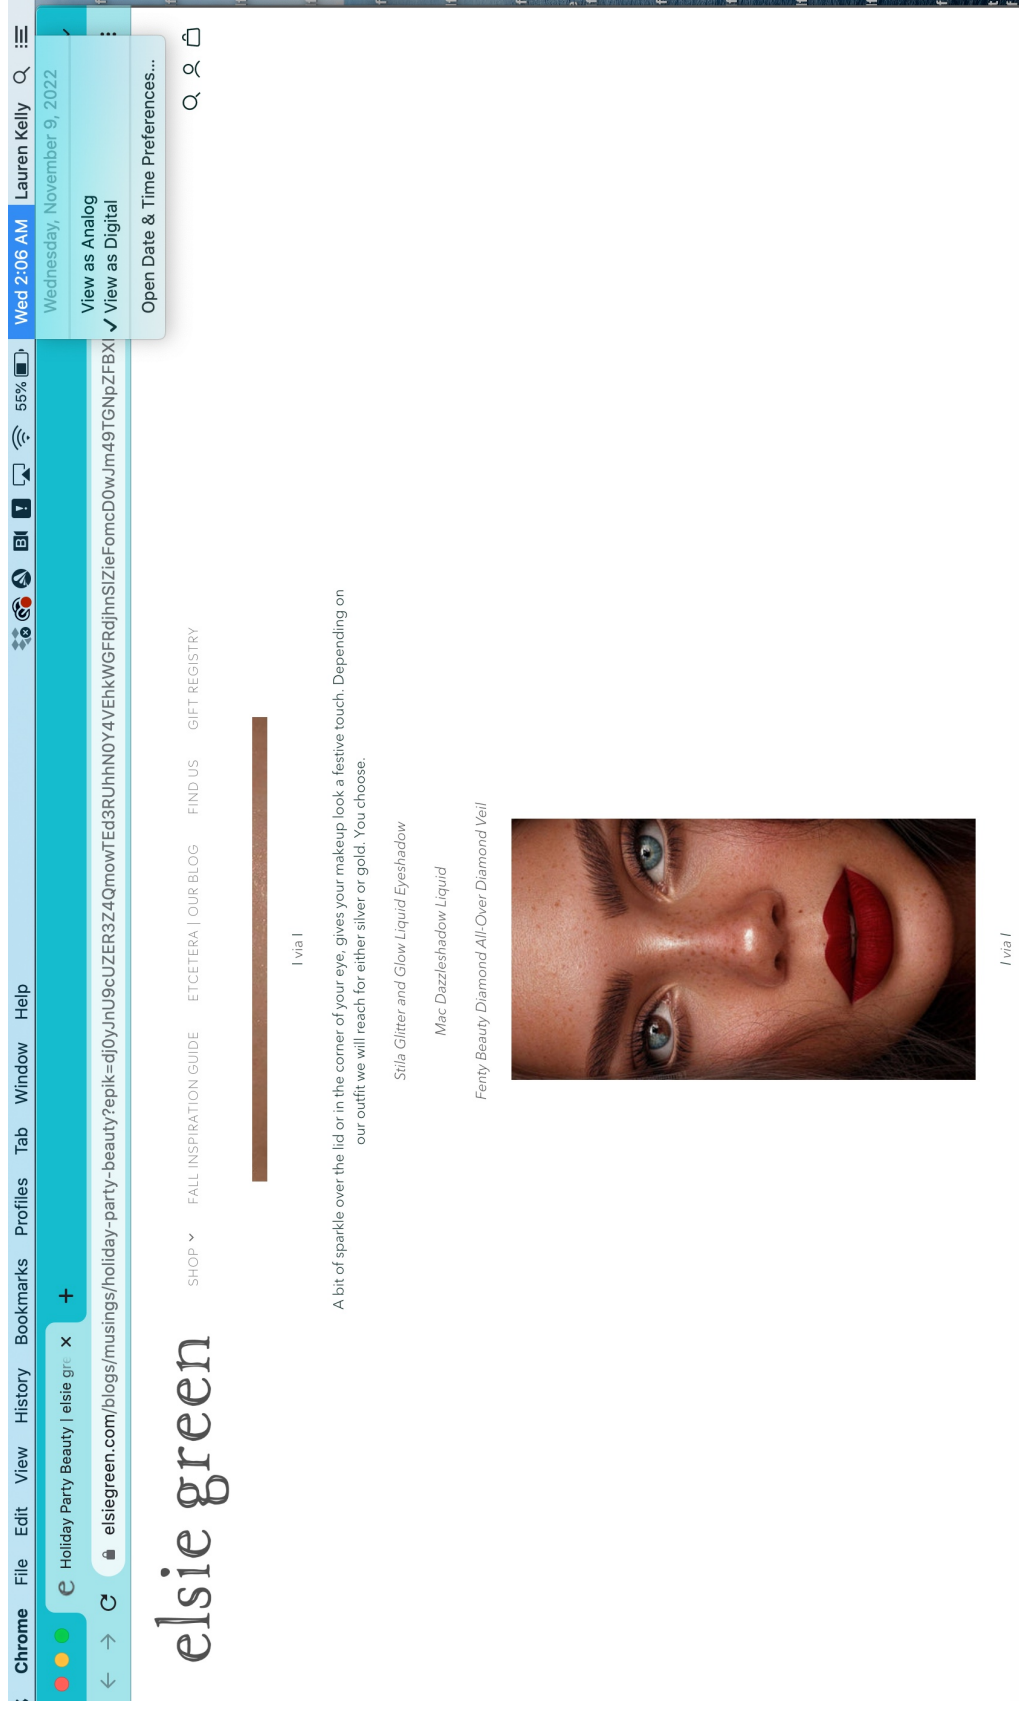 Chrome File Edit View History Bookmarks Profiles Tab Window Help 55% Wed 2:06 AM Lauren Kelly
Wednesday, November 9, 2022
View as Analog
✓ View as Digital
Open Date & Time Preferences...
e Holiday Party Beauty | elsie gre × +
elsiegreen.com/blogs/musings/holiday-party-beauty?epik=
elsie green
SHOP FALL INSPIRATION GUIDE ETCETERA | OUR BLOG FIND US GIFT REGISTRY
I via I
A bit of sparkle over the lid or in the corner of your eye, gives your makeup look a festive touch. Depending on
our outfit we will reach for either silver or gold. You choose.
Stila Glitter and Glow Liquid Eyeshadow
Mac Dazzleshadow Liquid
Fenty Beauty Diamond All-Over Diamond Veil
I via I